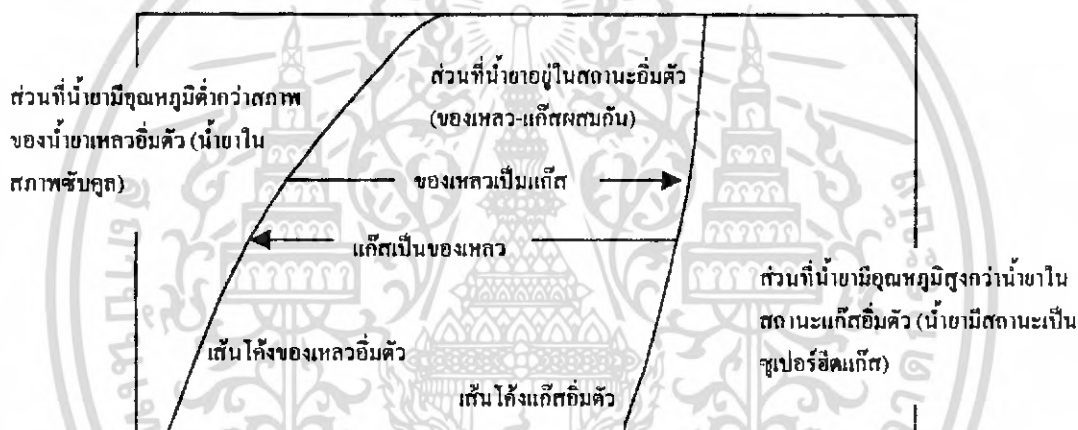 ส่วนที่น้ำยามีอุณหภูมิต่ำกว่าสภาพ
ของน้ำยาเหลวอิ่มตัว (น้ำยาใน
สภาพซับคูล)
ส่วนที่น้ำยาอยู่ในสถานะอิ่มตัว
(ของเหลว-แก๊สผสมกัน)
ของเหลวเป็นแก๊ส
แก๊สเป็นของเหลว
ส่วนที่น้ำยามีอุณหภูมิสูงกว่าน้ำยาใน
สถานะแก๊สอิ่มตัว (น้ำยามีสถานะเป็น
ซูเปอร์ฮีตแก๊ส)
เส้นโค้งของเหลวอิ่มตัว
เส้นโค้งแก๊สอิ่มตัว